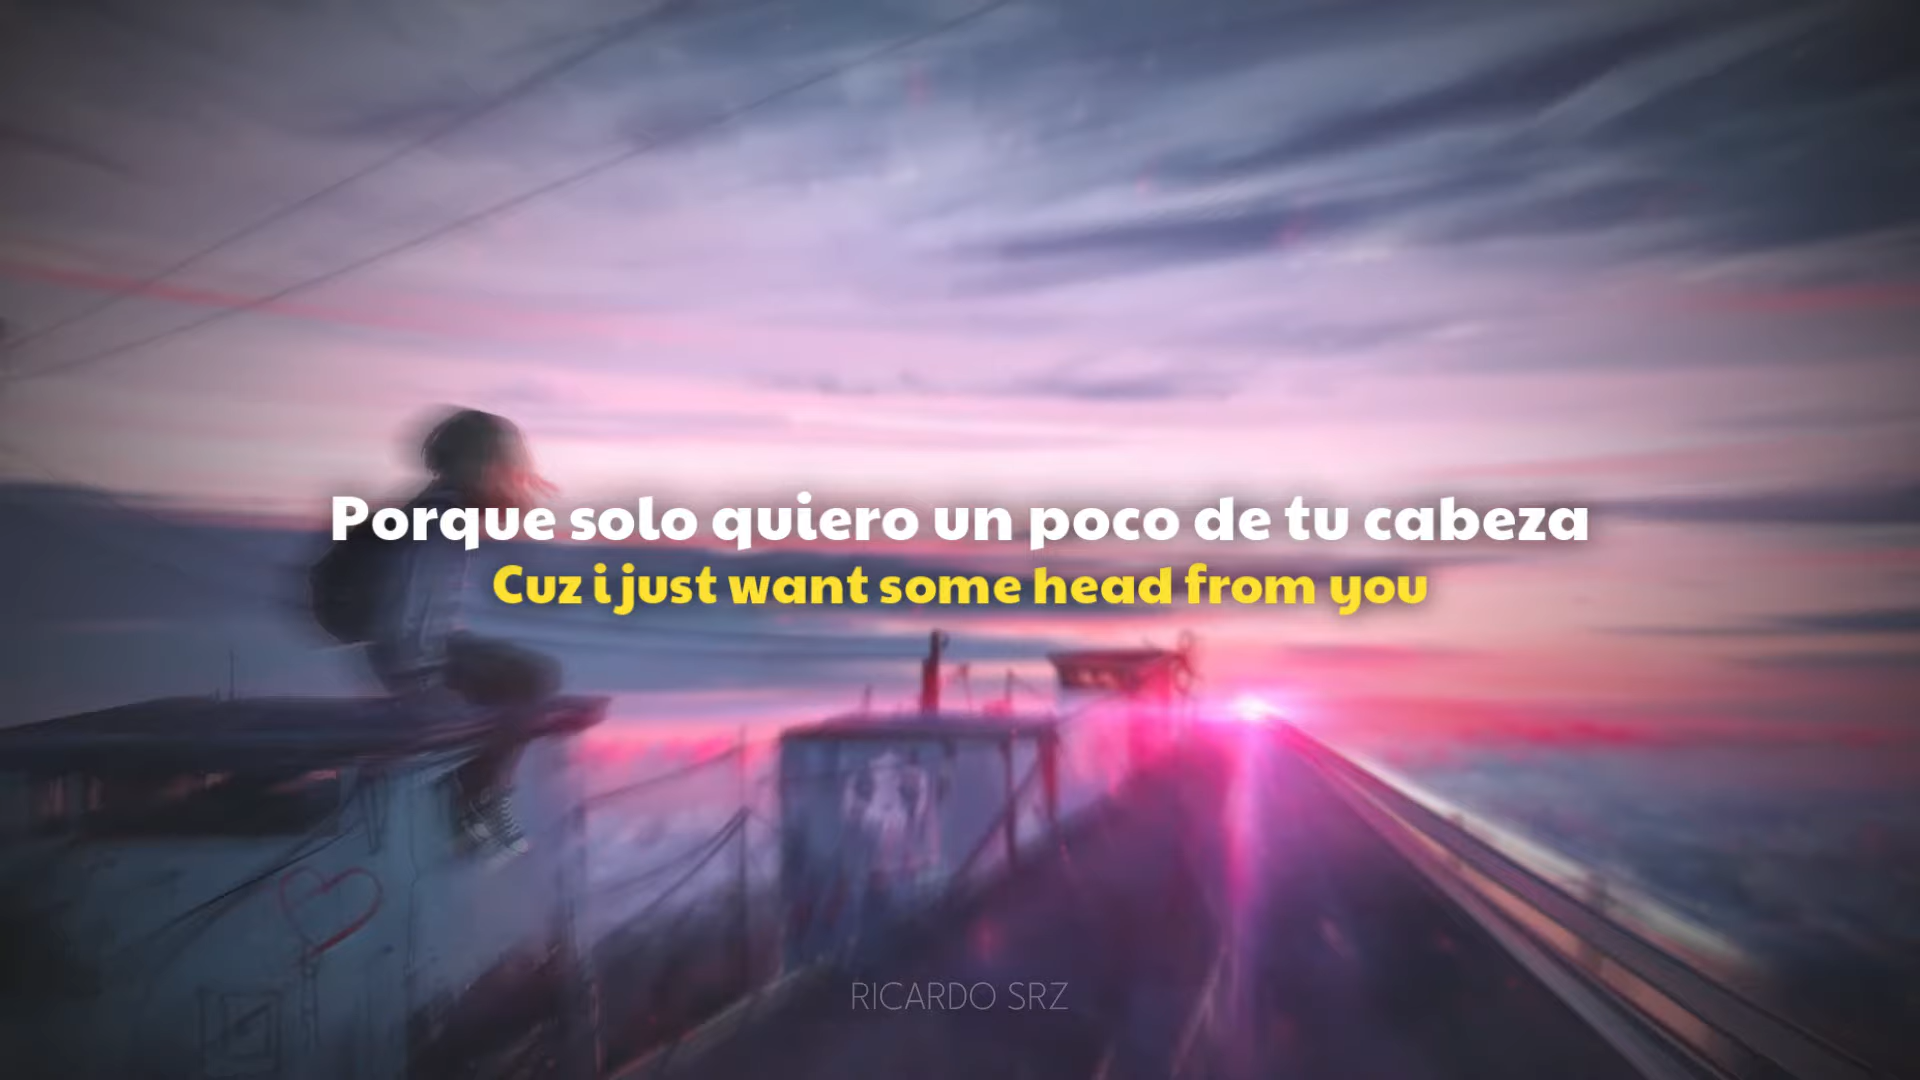 Porque solo quiero un poco de tu cabeza
Cuz i just want some head from you
RICARDO SRZ